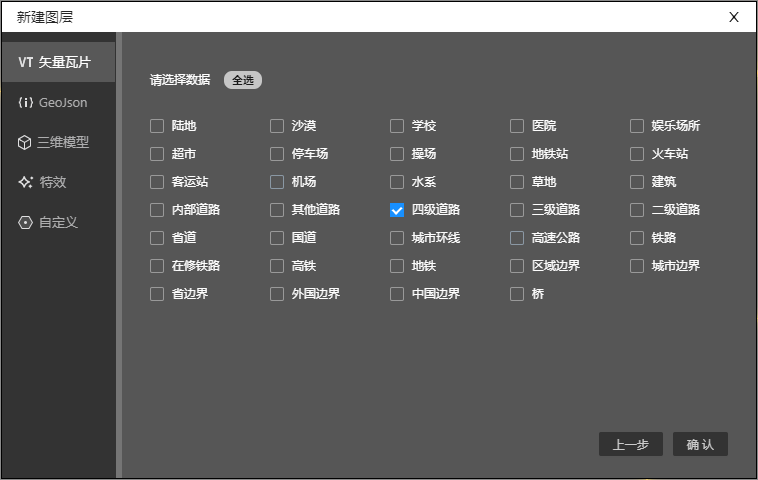 新建图层 X
VT 矢量瓦片
GeoJson
三维模型
特效
自定义
请选择数据 全选
陆地 沙漠 学校 医院 娱乐场所
超市 停车场 操场 地铁站 火车站
客运站 机场 水系 草地 建筑
内部道路 其他道路 四级道路 三级道路 二级道路
省道 国道 城市环线 高速公路 铁路
在修铁路 高铁 地铁 区域边界 城市边界
省边界 外国边界 中国边界 桥
上一步 确认